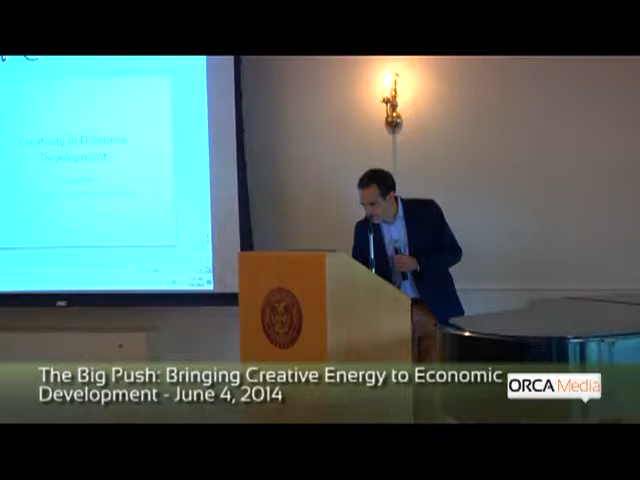 Creativity in Economic
Development
The Big Push: Bringing Creative Energy to Economic
Development - June 4, 2014
ORCA Media